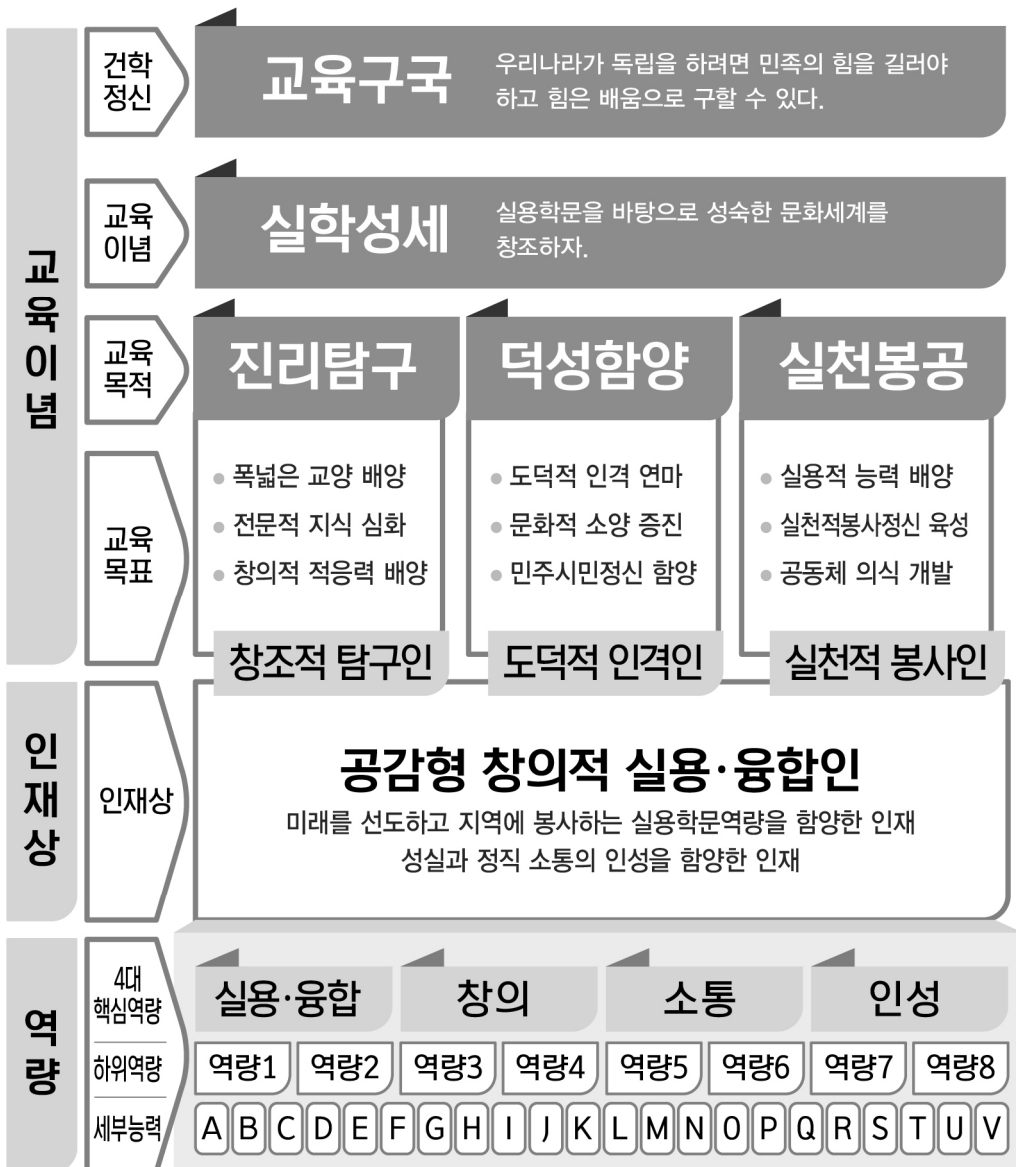 교육이념
건학
정신
교육구국
우리나라가 독립을 하려면 민족의 힘을 길러야
하고 힘은 배움으로 구할 수 있다.
교육
이념
실학성세
실용학문을 바탕으로 성숙한 문화세계를
창조하자.
교육
목적
진리탐구
덕성함양
실천봉공
교육
목표
• 폭넓은 교양 배양
• 전문적 지식 심화
• 창의적 적응력 배양
창조적 탐구인
• 도덕적 인격 연마
• 문화적 소양 증진
• 민주시민정신 함양
도덕적 인격인
• 실용적 능력 배양
• 실천적봉사정신 육성
• 공동체 의식 개발
실천적 봉사인
인재상
인재상
공감형 창의적 실용·융합인
미래를 선도하고 지역에 봉사하는 실용학문역량을 함양한 인재
성실과 정직 소통의 인성을 함양한 인재
역량
4대
핵심역량
실용·융합 창의 소통 인성
하위역량
역량1 역량2 역량3 역량4 역량5 역량6 역량7 역량8
세부능력
A B C D E F G H I J K L M N O P Q R S T U V